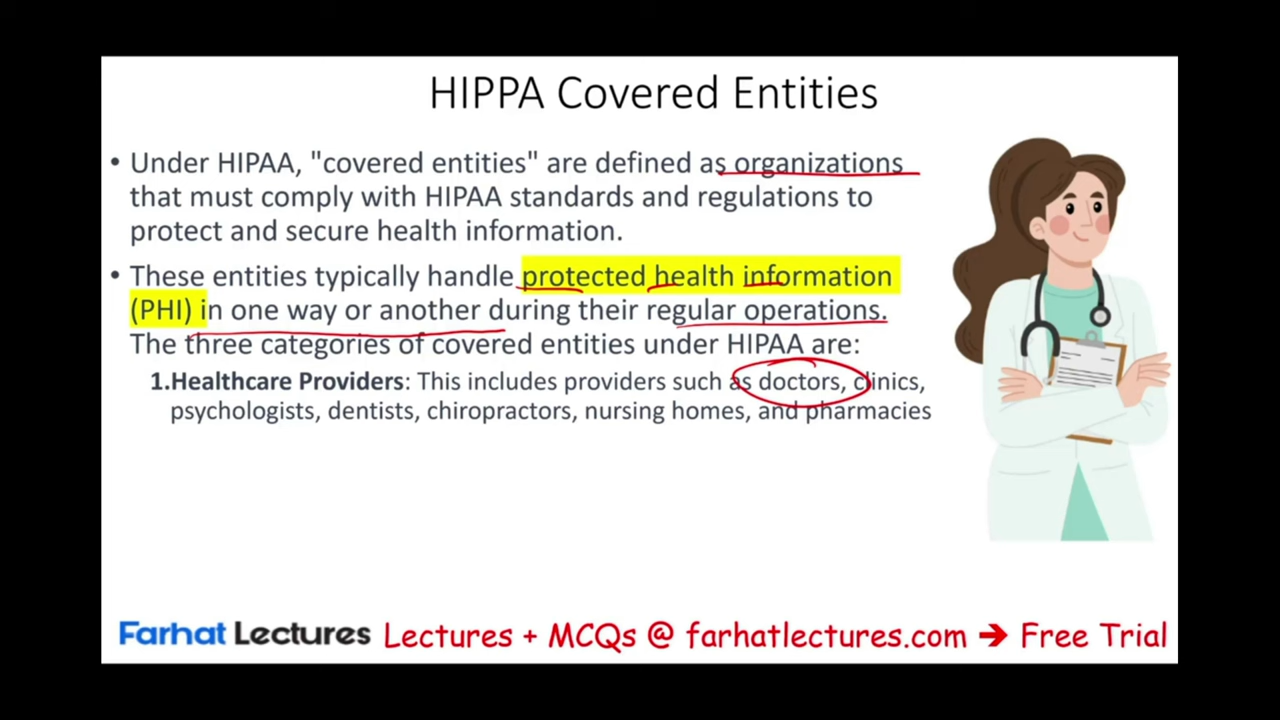 HIPPA Covered Entities
• Under HIPAA, "covered entities" are defined as organizations
that must comply with HIPAA standards and regulations to
protect and secure health information.
• These entities typically handle protected health information
(PHI) in one way or another during their regular operations.
The three categories of covered entities under HIPAA are:
1.Healthcare Providers: This includes providers such as doctors, clinics,
psychologists, dentists, chiropractors, nursing homes, and pharmacies
Farhat Lectures Lectures + MCQs @ farhatlectures.com ➔ Free Trial